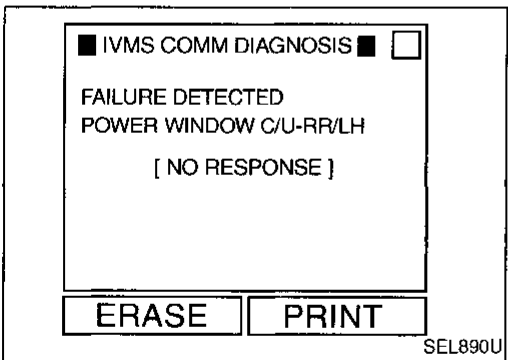 ■ IVMS COMM DIAGNOSIS ■
FAILURE DETECTED
POWER WINDOW C/U-RR/LH
[ NO RESPONSE ]
ERASE PRINT
SEL890U